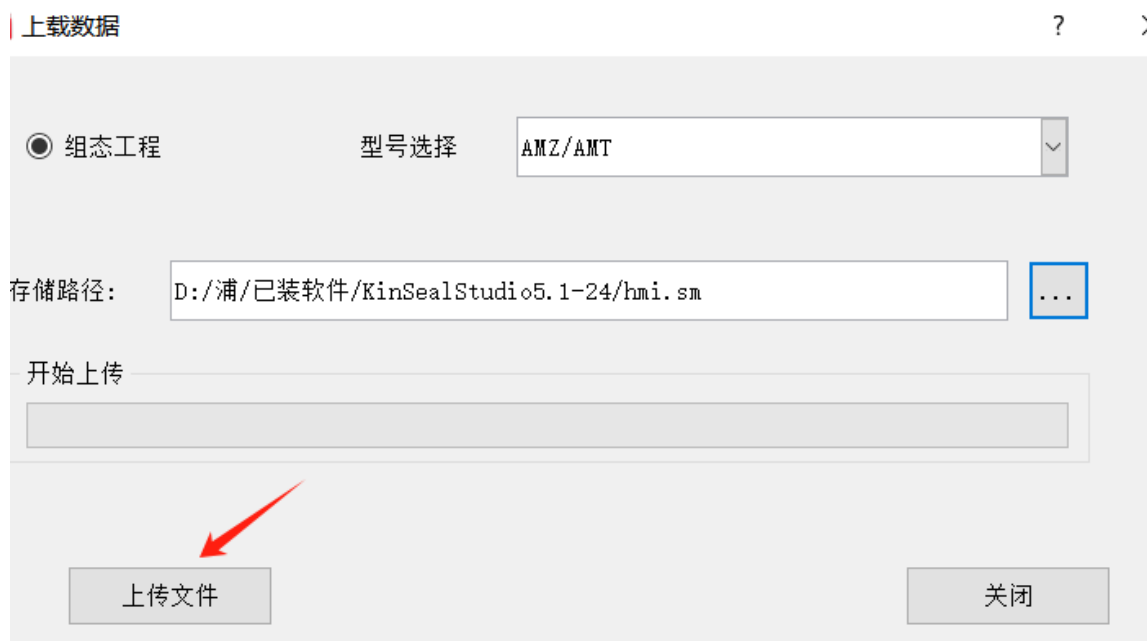 上载数据 ?
组态工程 型号选择 AMZ/AMT
存储路径: D:/浦/已装软件/KinSealStudio5.1-24/hmi.sm ...
开始上传
上传文件 关闭